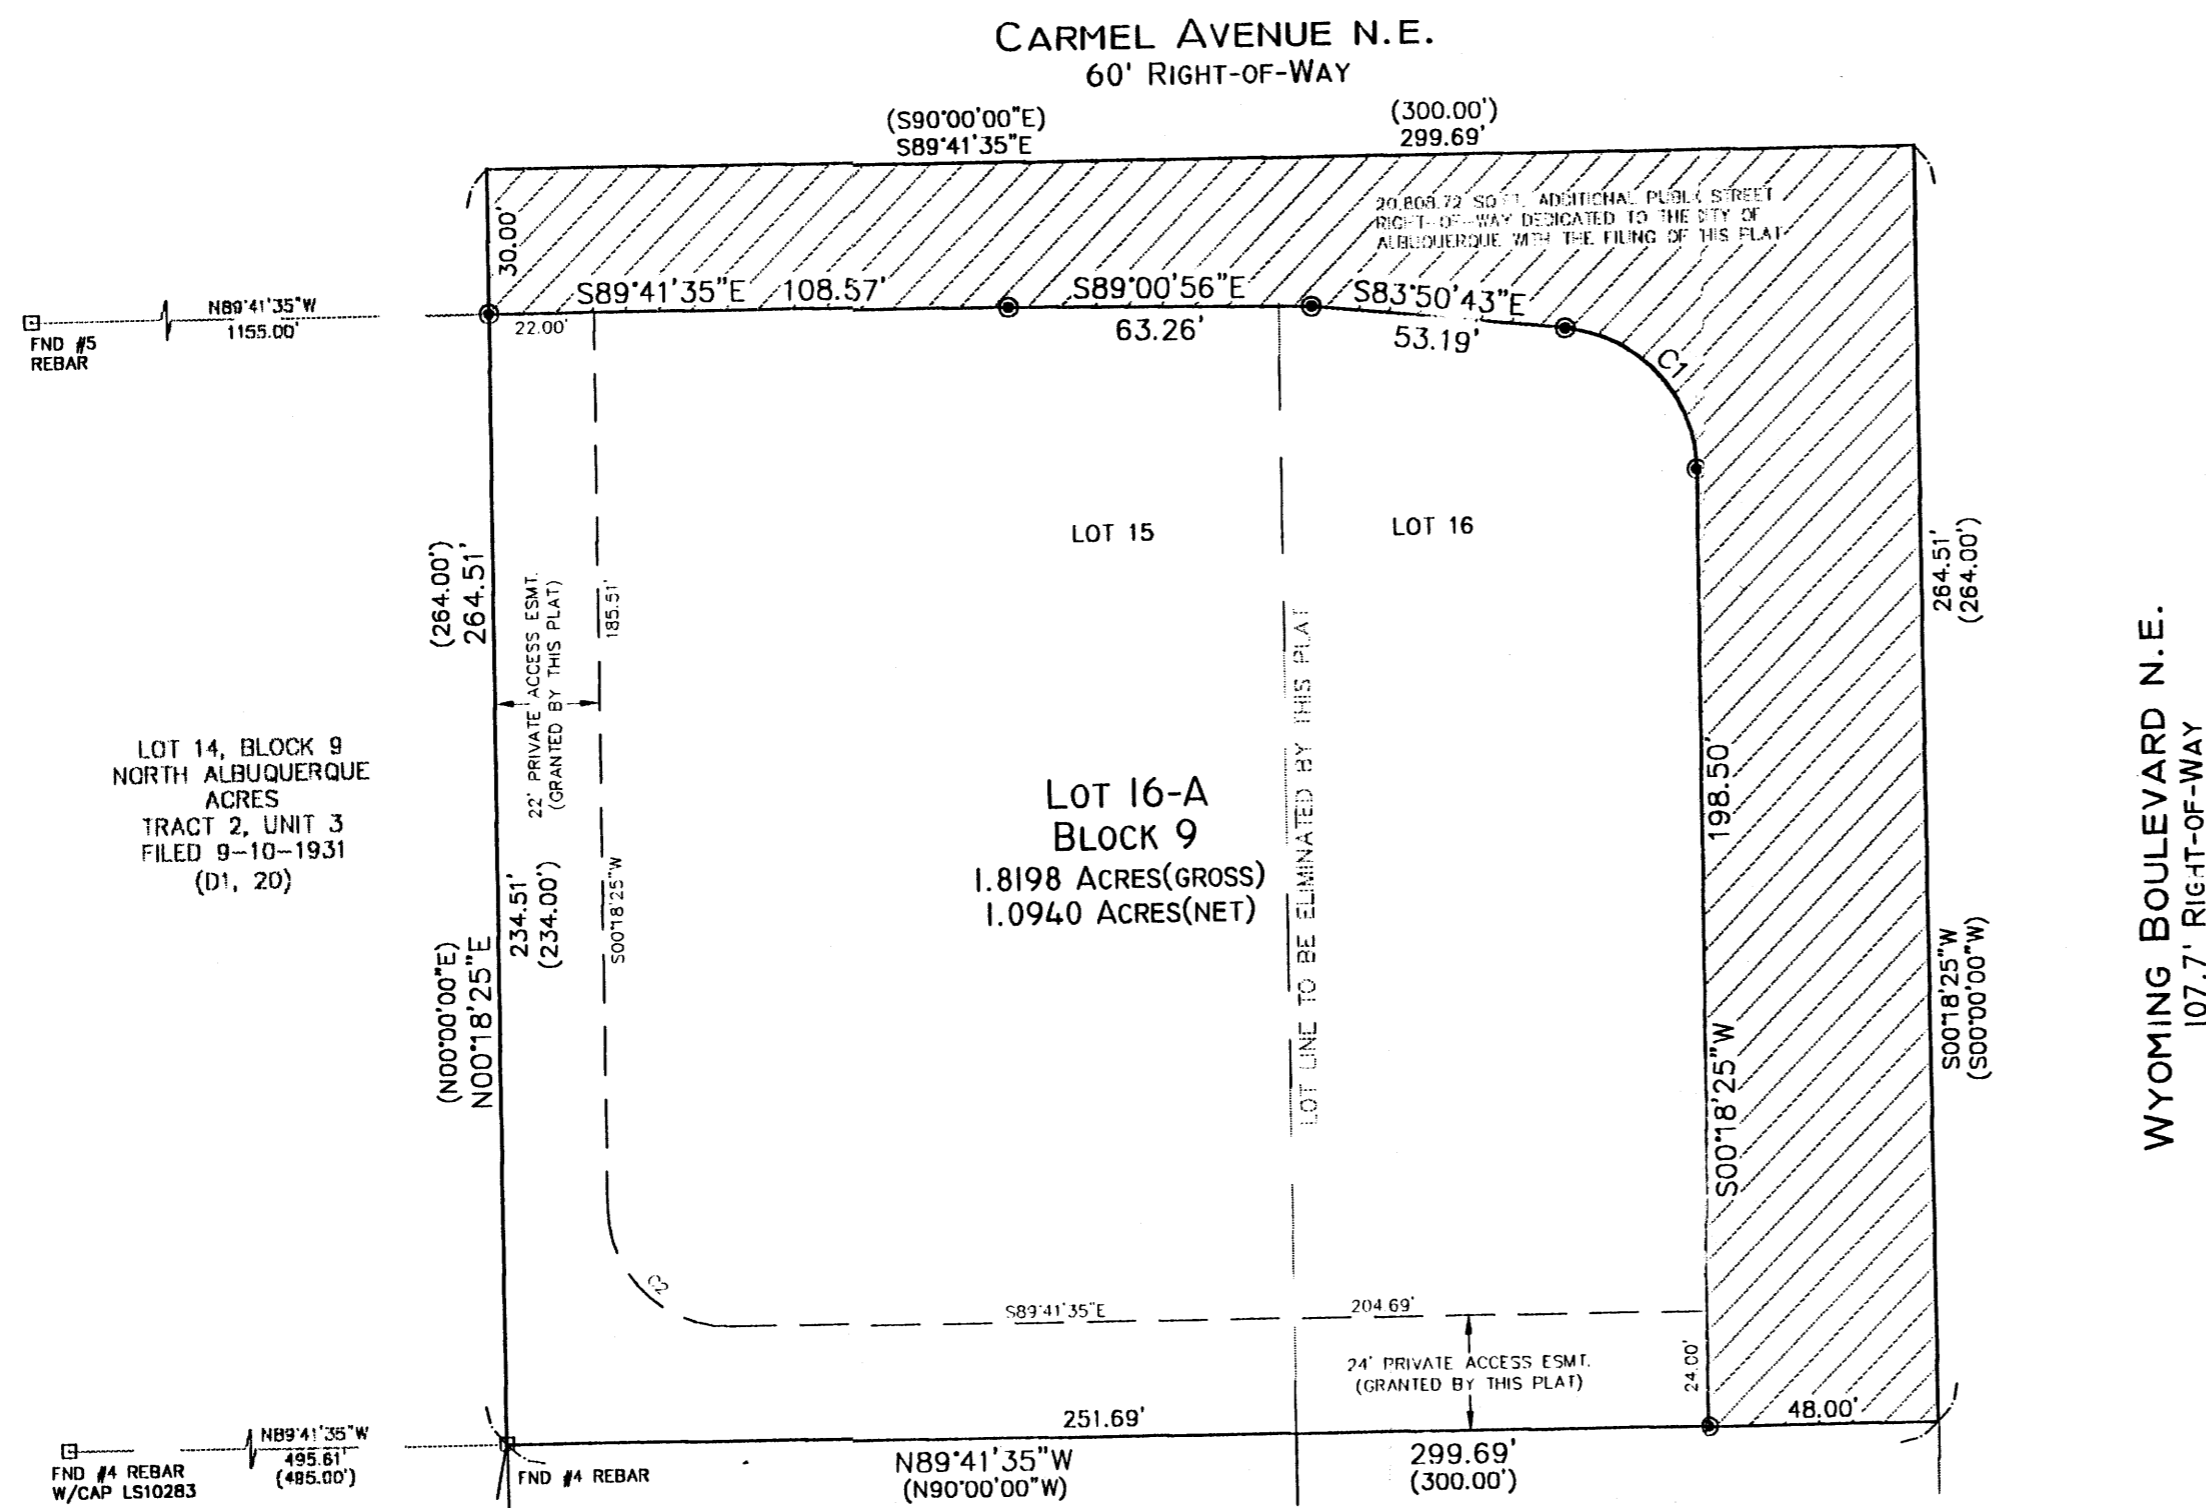 CARMEL AVENUE N.E.
60' RIGHT-OF-WAY
(S90°00'00"E)
S89°41'35"E
(300.00')
299.69'
20,808.72 SQ FT. ADDITIONAL PUBLIC STREET
RIGHT-OF-WAY DEDICATED TO THE CITY OF
ALBUQUERQUE WITH THE FILING OF THIS PLAT
30.00'
S89°41'35"E 108.57'
S89°00'56"E
63.26'
S83°50'43"E
53.19'
C1
22.00'
N89°41'35"W
1155.00'
FND #5
REBAR
LOT 15
LOT 16
(264.00')
264.51'
22' PRIVATE ACCESS ESMT.
(GRANTED BY THIS PLAT)
185.51'
264.51'
(264.00')
LOT 14, BLOCK 9
NORTH ALBUQUERQUE
ACRES
TRACT 2, UNIT 3
FILED 9-10-1931
(D1, 20)
LOT 16-A
BLOCK 9
1.8198 ACRES(GROSS)
1.0940 ACRES(NET)
LOT LINE TO BE ELIMINATED BY THIS PLAT
198.50'
S00°18'25"W
WYOMING BOULEVARD N.E.
107.7' RIGHT-OF-WAY
234.51'
(234.00')
S00°18'25"W
(N00°00'00"E)
N00°18'25"E
S00°18'25"W
(S00°00'00"W)
C2
S89°41'35"E
204.69'
24' PRIVATE ACCESS ESMT.
(GRANTED BY THIS PLAT)
24.00'
251.69'
48.00'
N89°41'35"W
(N90°00'00"W)
299.69'
(300.00')
N89°41'35"W
495.61'
(485.00')
FND #4 REBAR
W/CAP LS10283
FND #4 REBAR